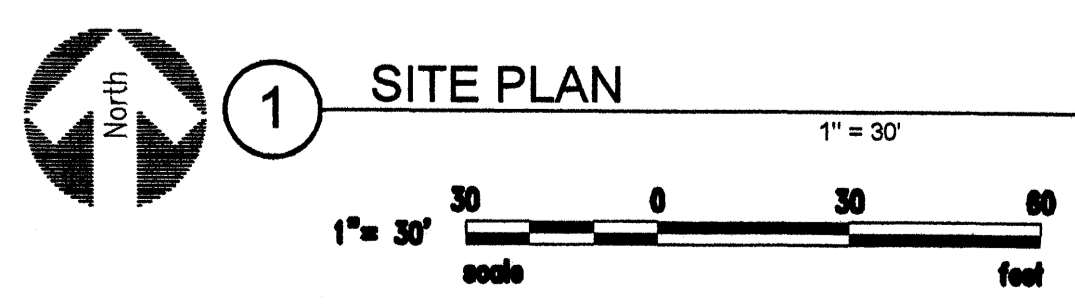 North
1
SITE PLAN
1" = 30'
30 0 30 60
1"= 30'
scale feet